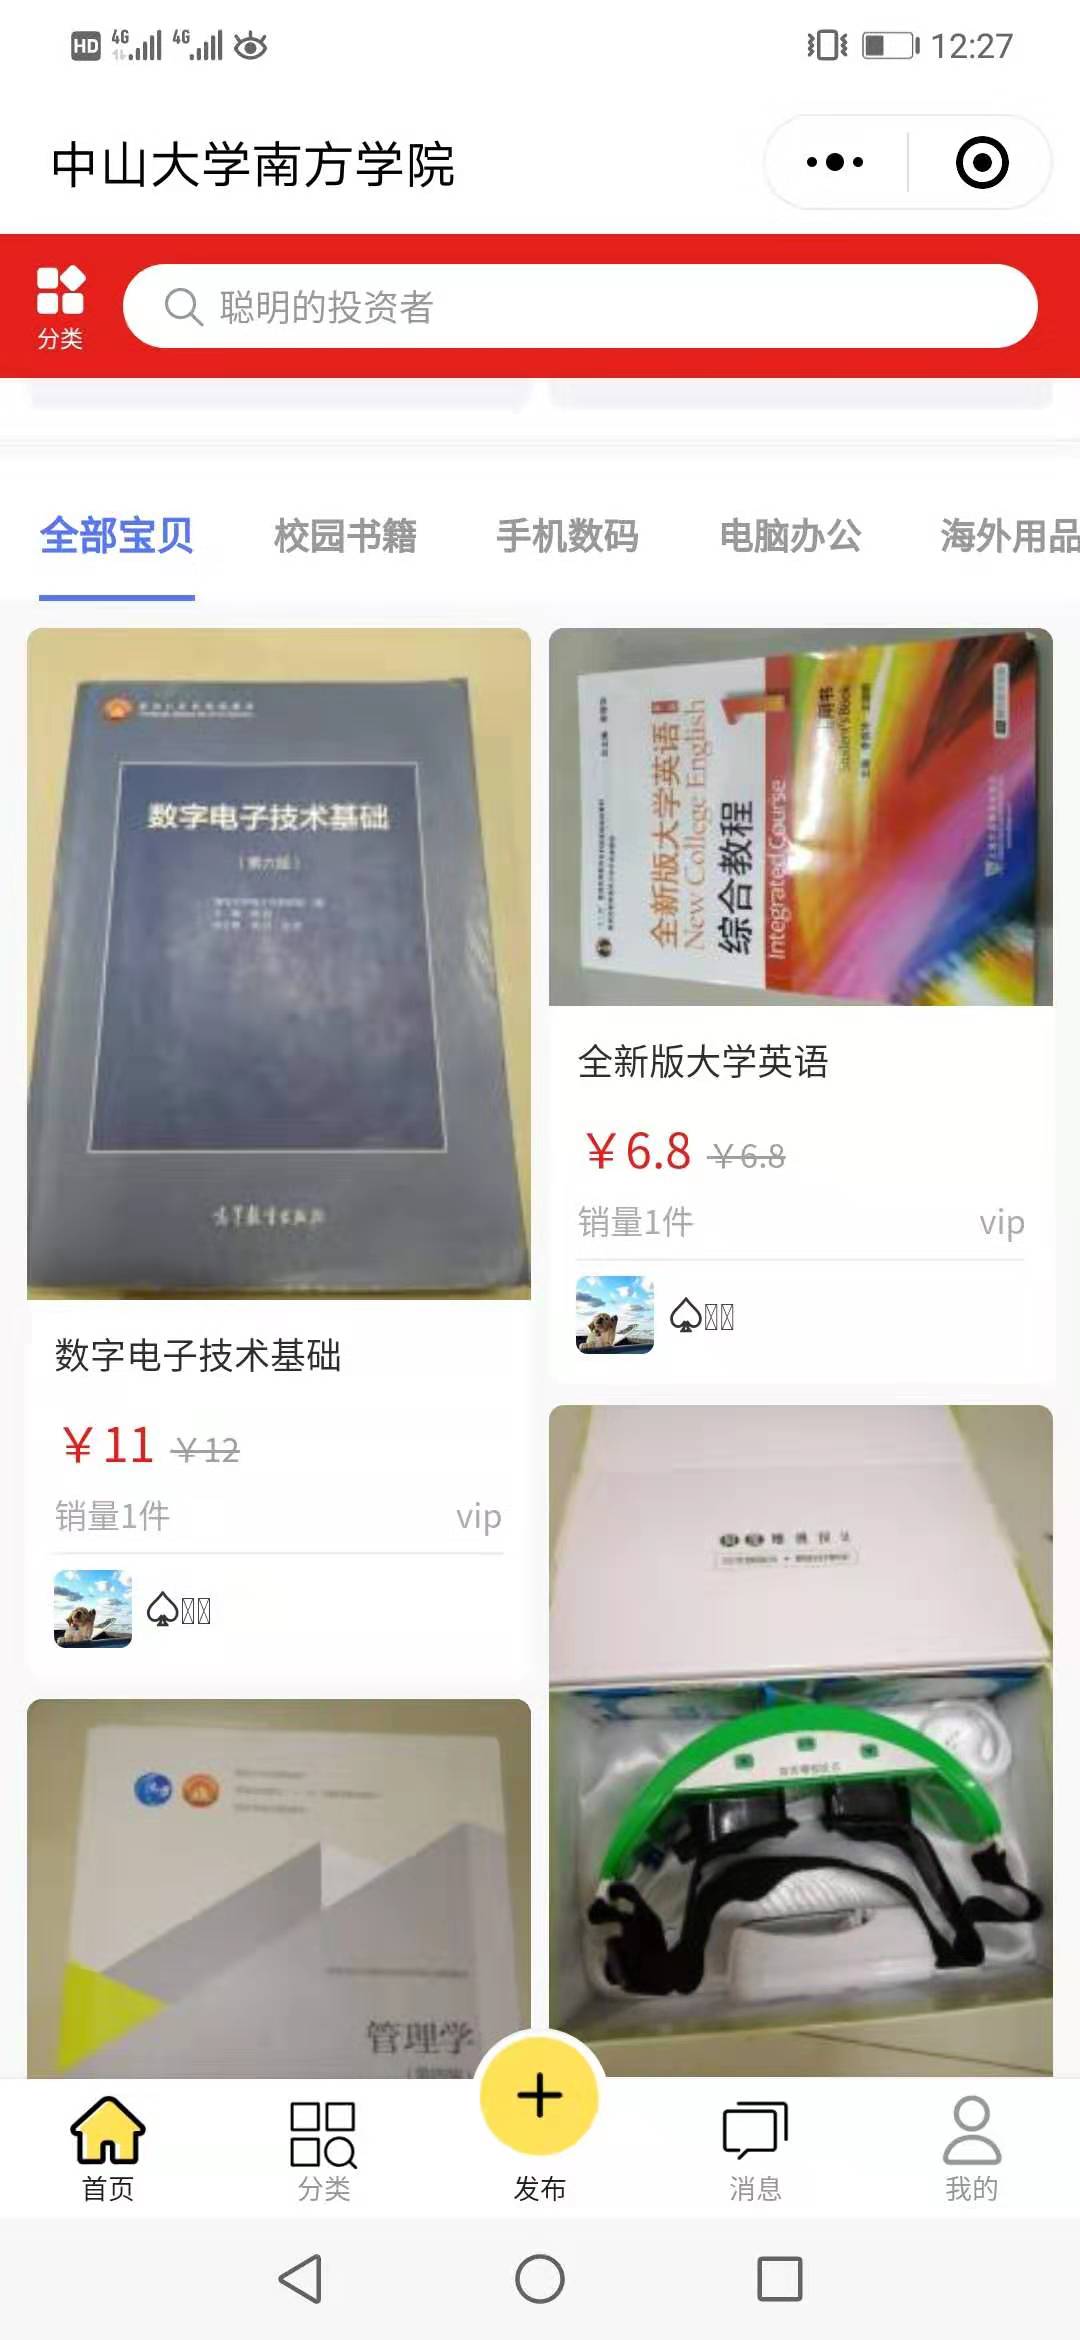 HD 4G 4G 12:27
中山大学南方学院
分类
聪明的投资者
全部宝贝 校园书籍 手机数码 电脑办公 海外用品
数字电子技术基础
(第六版)
高等教育出版社
全新版大学英语
New College English
综合教程
Integrated Course
1
用书
Student's Book
全新版大学英语
￥6.8 ￥6.8
销量1件 vip
♤
数字电子技术基础
￥11 ￥12
销量1件 vip
♤
管理学
首页 分类 发布 消息 我的